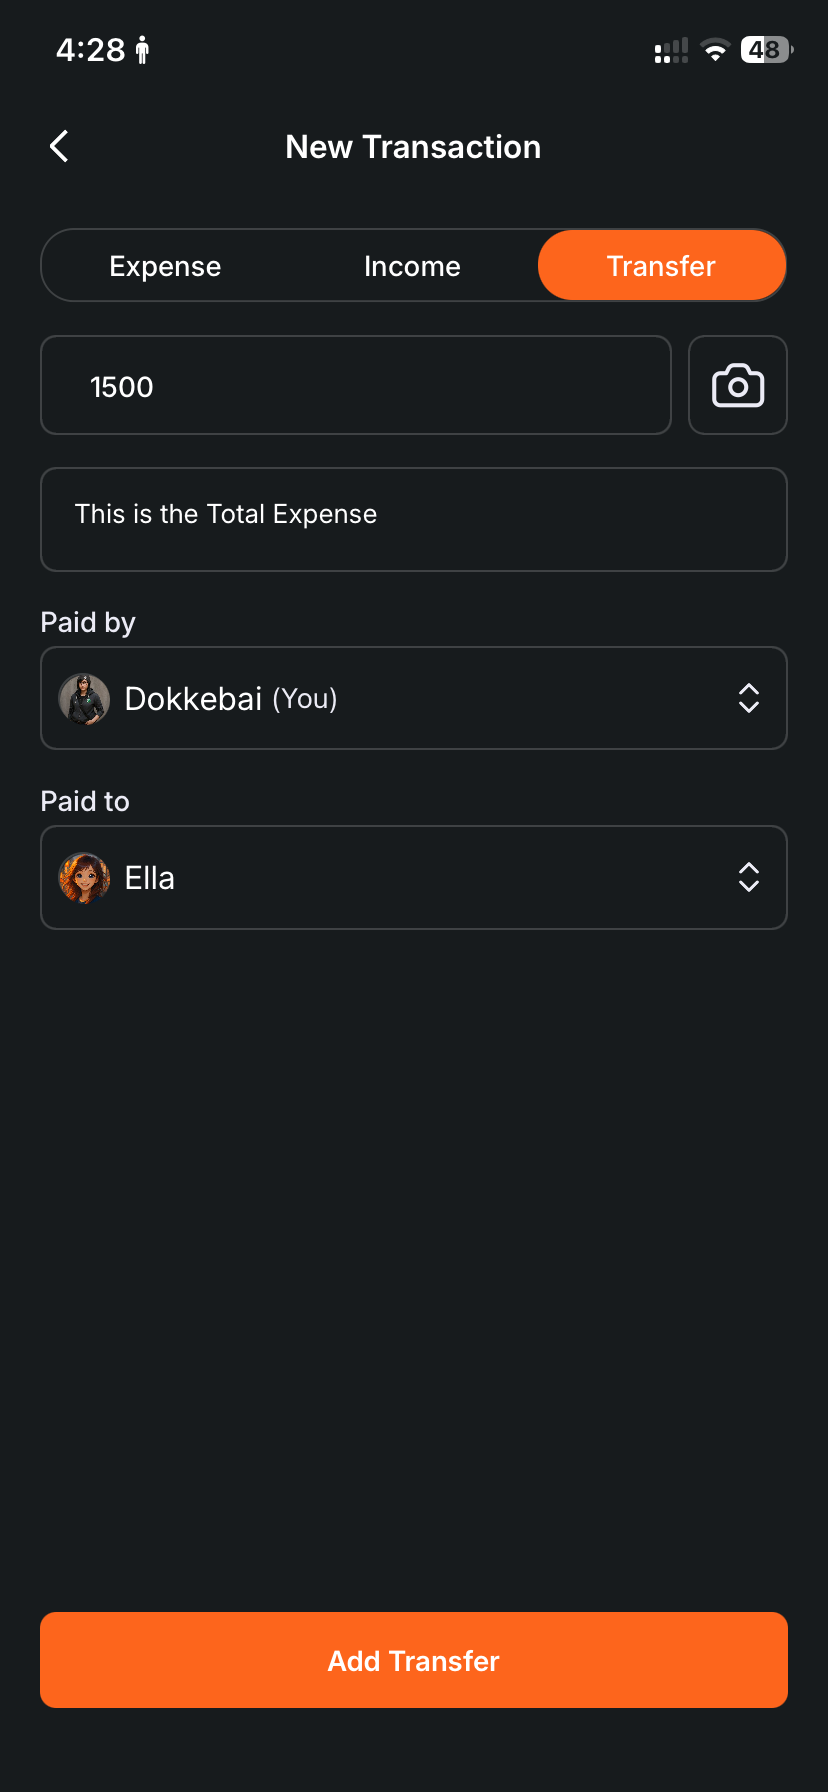 4:28
48
New Transaction
Expense Income Transfer
1500
This is the Total Expense
Paid by
Dokkebai (You)
Paid to
Ella
Add Transfer